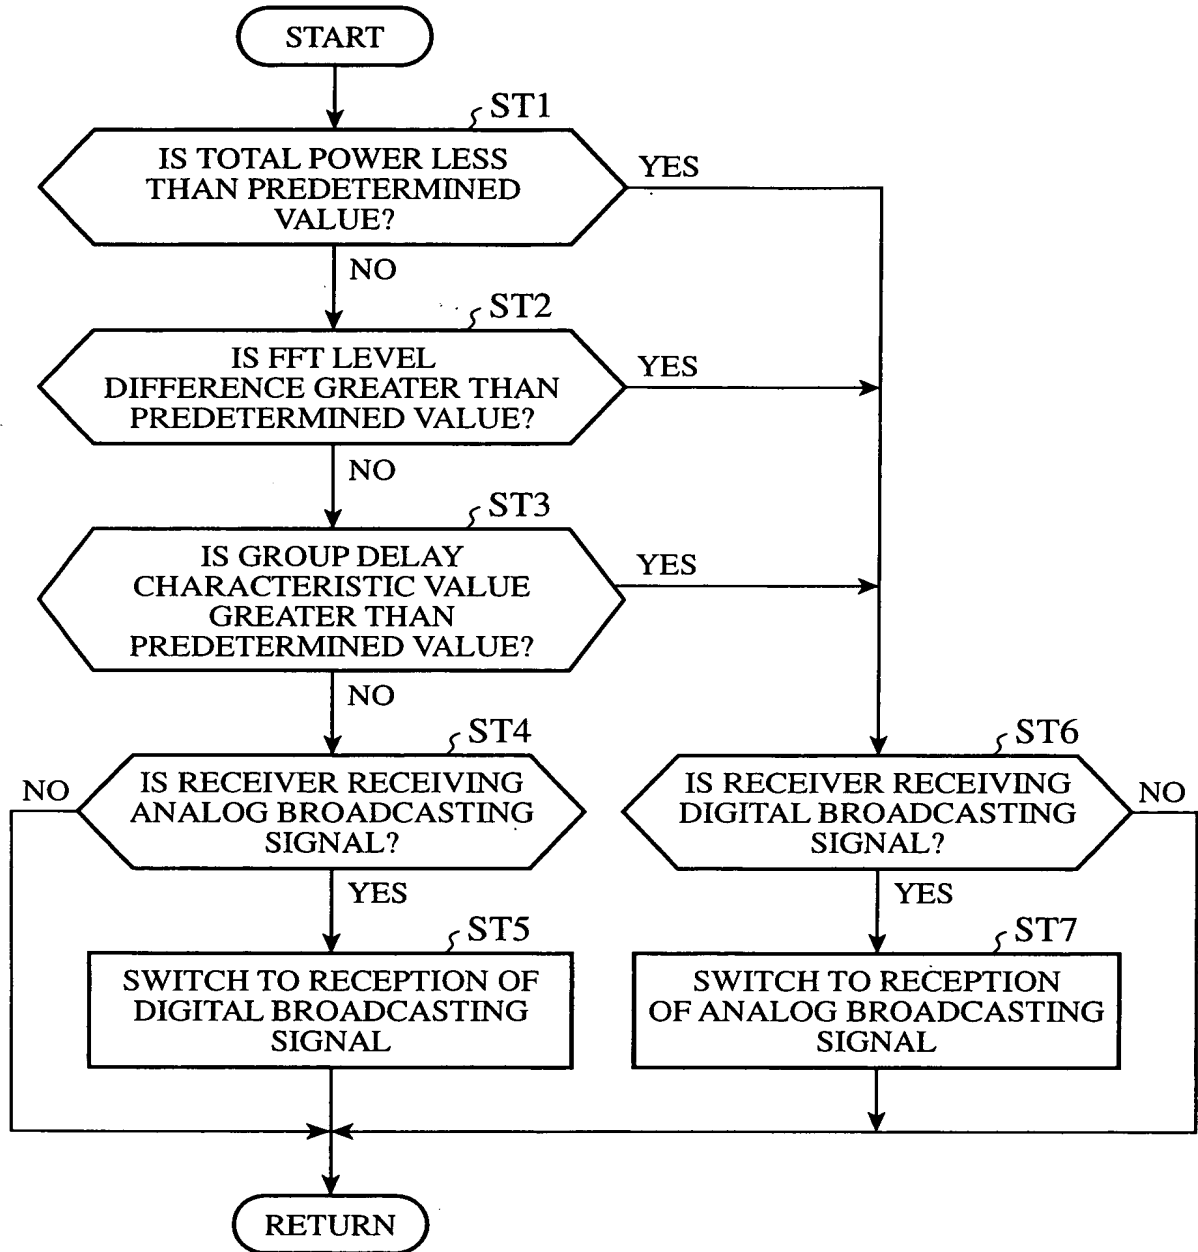 START
ST1
IS TOTAL POWER LESS
THAN PREDETERMINED
VALUE?
YES
NO
ST2
IS FFT LEVEL
DIFFERENCE GREATER THAN
PREDETERMINED VALUE?
YES
NO
ST3
IS GROUP DELAY
CHARACTERISTIC VALUE
GREATER THAN
PREDETERMINED VALUE?
YES
NO
ST4
IS RECEIVER RECEIVING
ANALOG BROADCASTING
SIGNAL?
NO
YES
ST5
SWITCH TO RECEPTION OF
DIGITAL BROADCASTING
SIGNAL
ST6
IS RECEIVER RECEIVING
DIGITAL BROADCASTING
SIGNAL?
NO
YES
ST7
SWITCH TO RECEPTION
OF ANALOG BROADCASTING
SIGNAL
RETURN